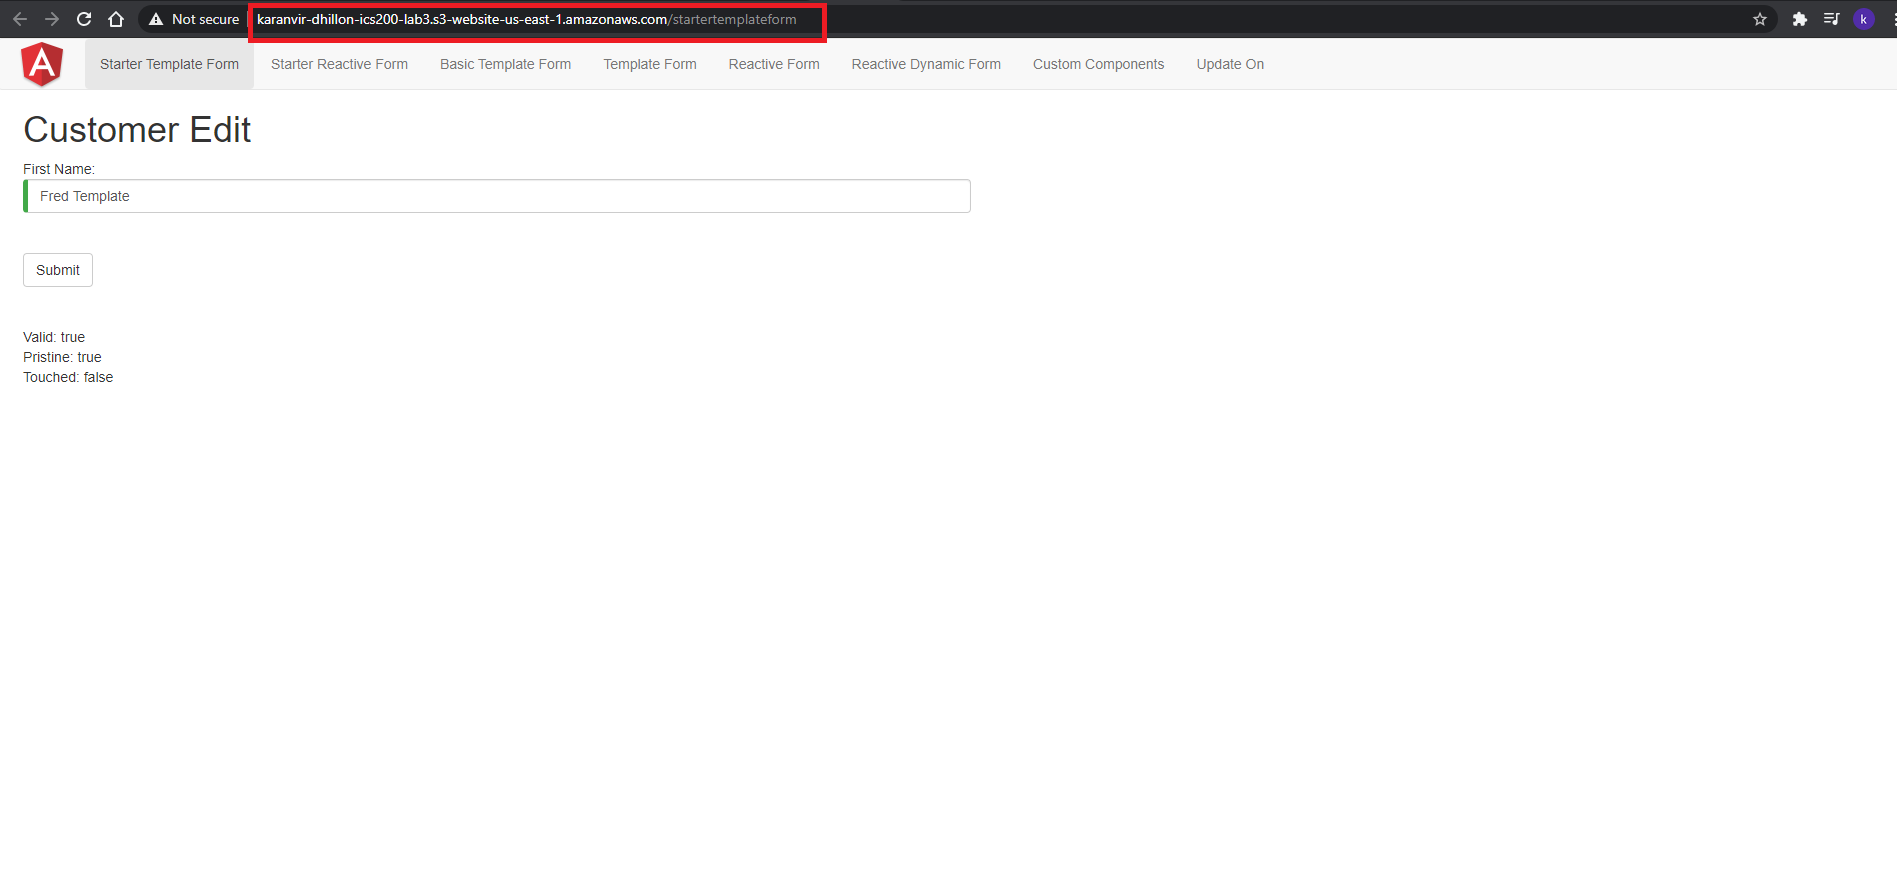 Not secure karanvir-dhillon-ics200-lab3.s3-website-us-east-1.amazonaws.com/startertemplateform k
A Starter Template Form Starter Reactive Form Basic Template Form Template Form Reactive Form Reactive Dynamic Form Custom Components Update On
Customer Edit
First Name:
Fred Template
Submit
Valid: true
Pristine: true
Touched: false